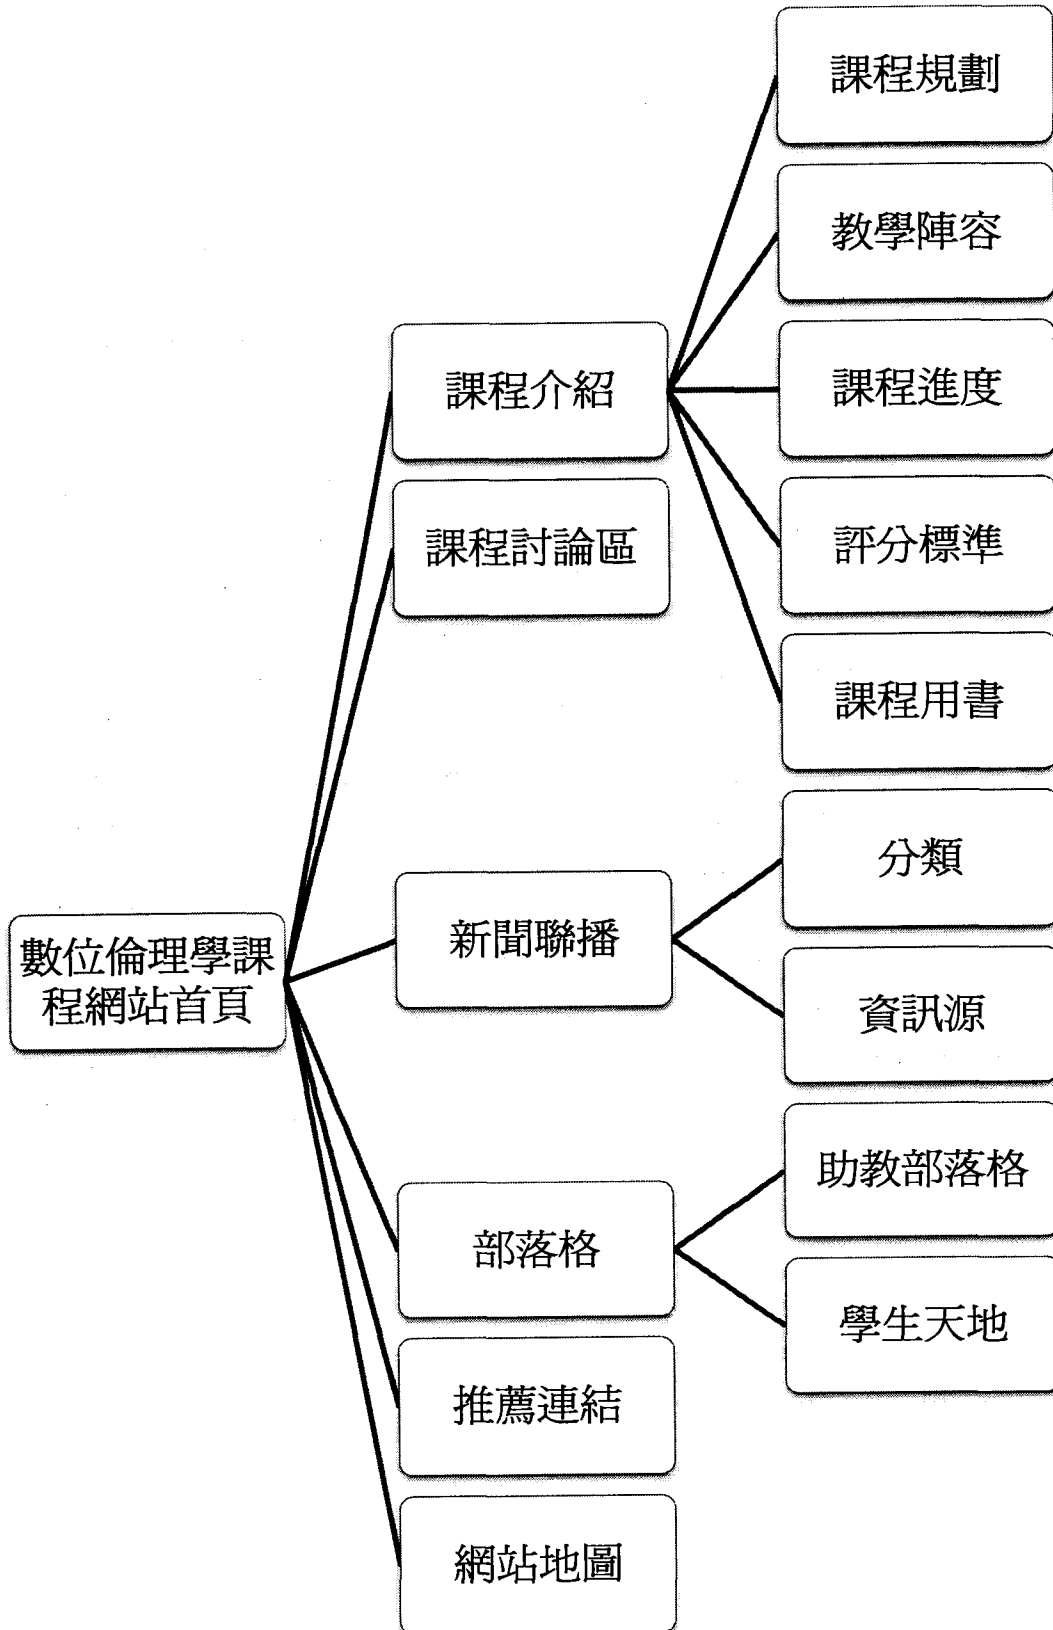 數位倫理學課
程網站首頁
課程介紹
課程規劃
教學陣容
課程進度
評分標準
課程用書
課程討論區
新聞聯播
分類
資訊源
部落格
助教部落格
學生天地
推薦連結
網站地圖